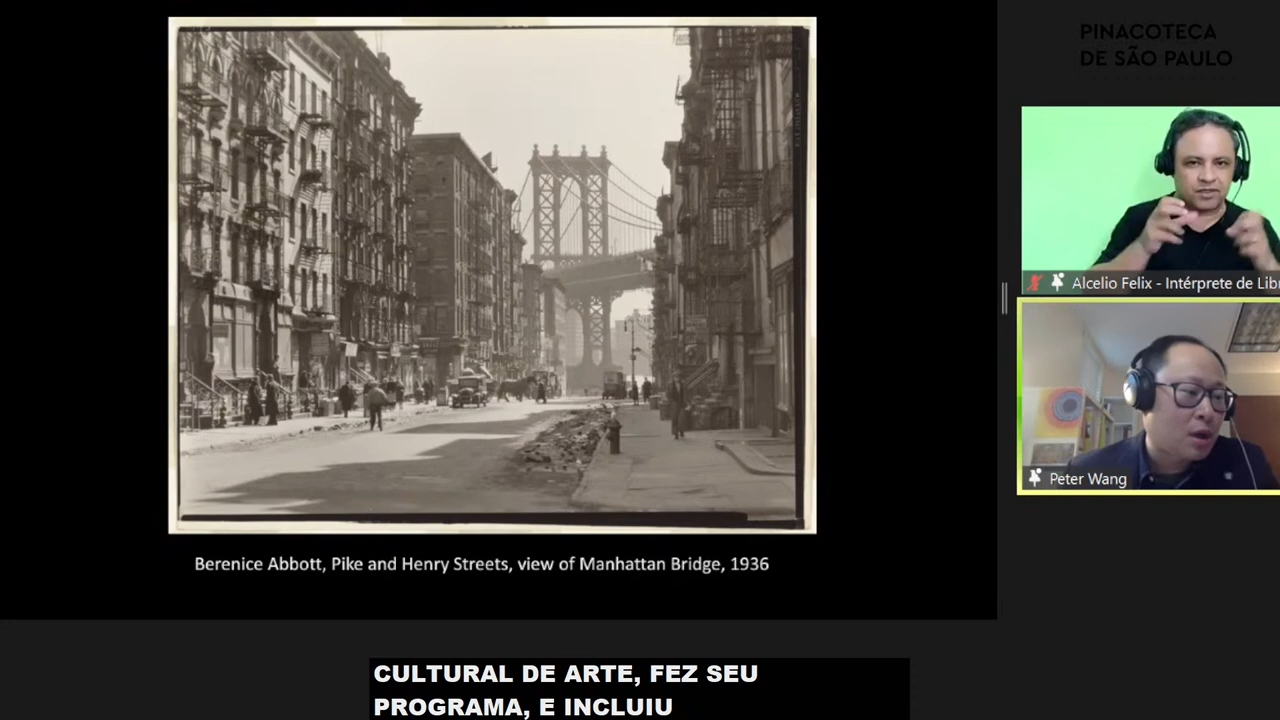 PINACOTECA
DE SÃO PAULO
Alcelio Felix - Intérprete de Libr
Peter Wang
Berenice Abbott, Pike and Henry Streets, view of Manhattan Bridge, 1936
CULTURAL DE ARTE, FEZ SEU
PROGRAMA, E INCLUIU